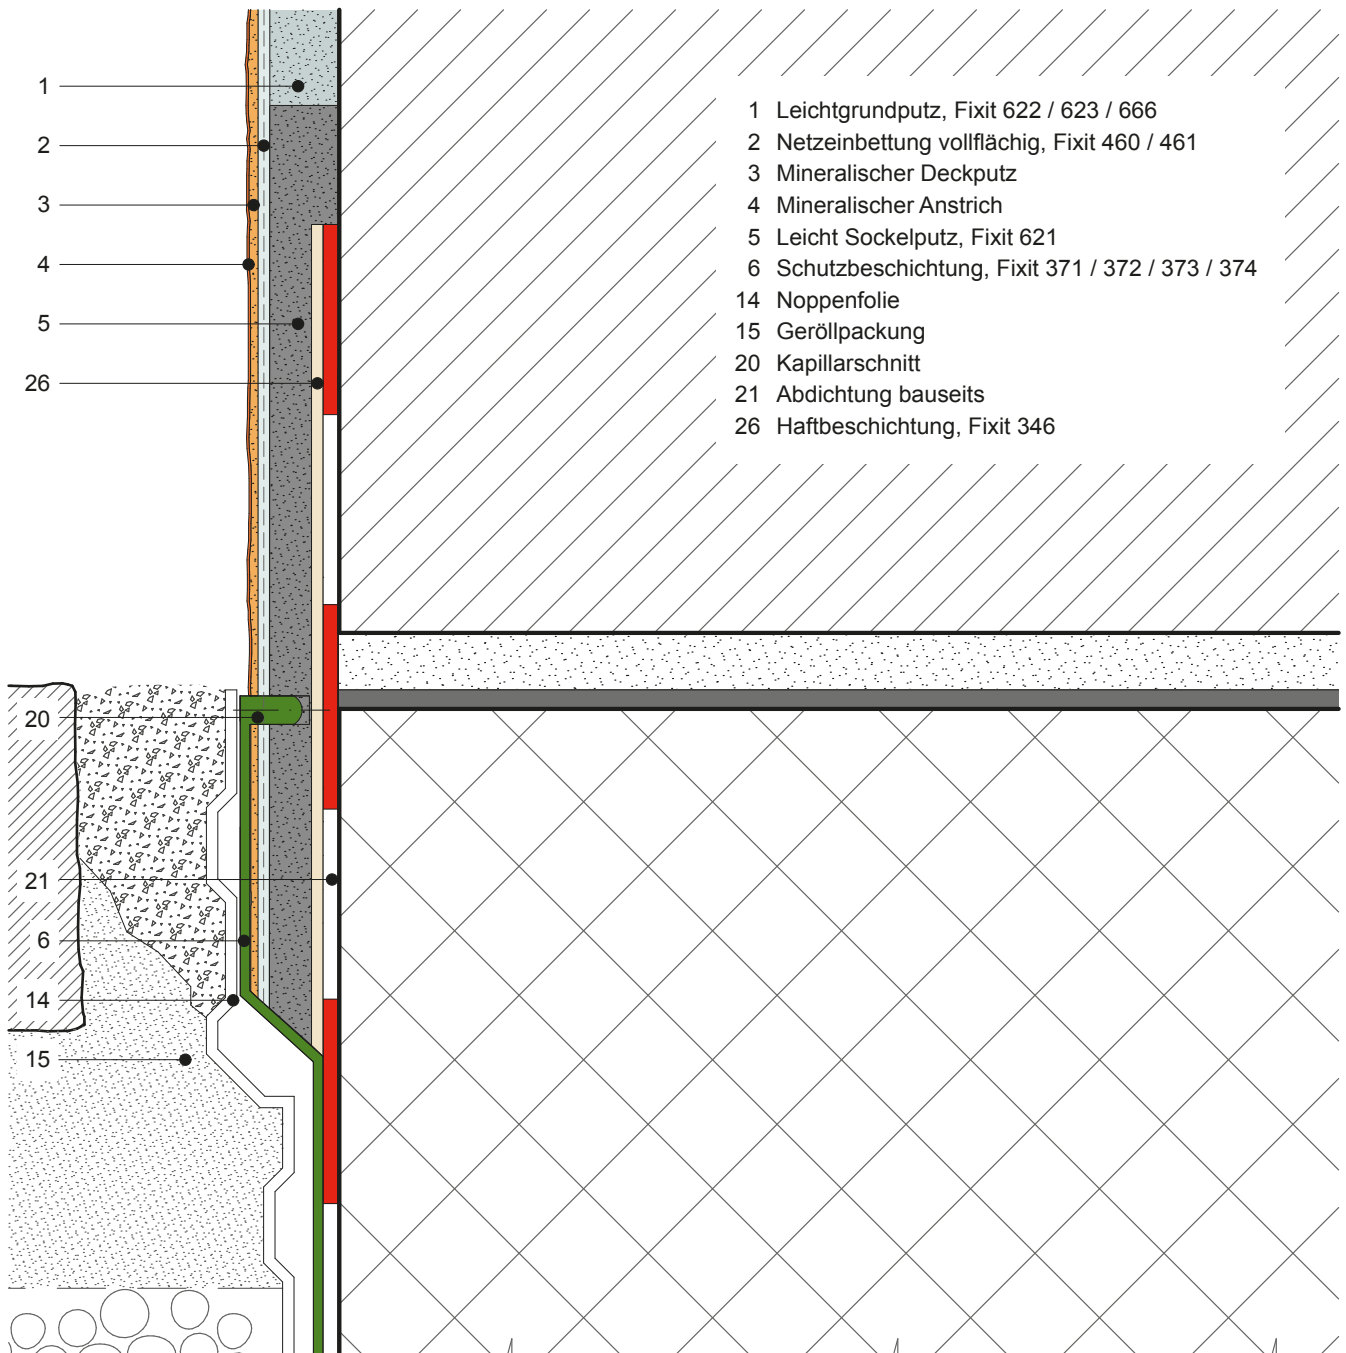 1 Leichtgrundputz, Fixit 622 / 623 / 666
2 Netzeinbettung vollflächig, Fixit 460 / 461
3 Mineralischer Deckputz
4 Mineralischer Anstrich
5 Leicht Sockelputz, Fixit 621
6 Schutzbeschichtung, Fixit 371 / 372 / 373 / 374
14 Noppenfolie
15 Geröllpackung
20 Kapillarschnitt
21 Abdichtung bauseits
26 Haftbeschichtung, Fixit 346
1
2
3
4
5
26
20
21
6
14
15